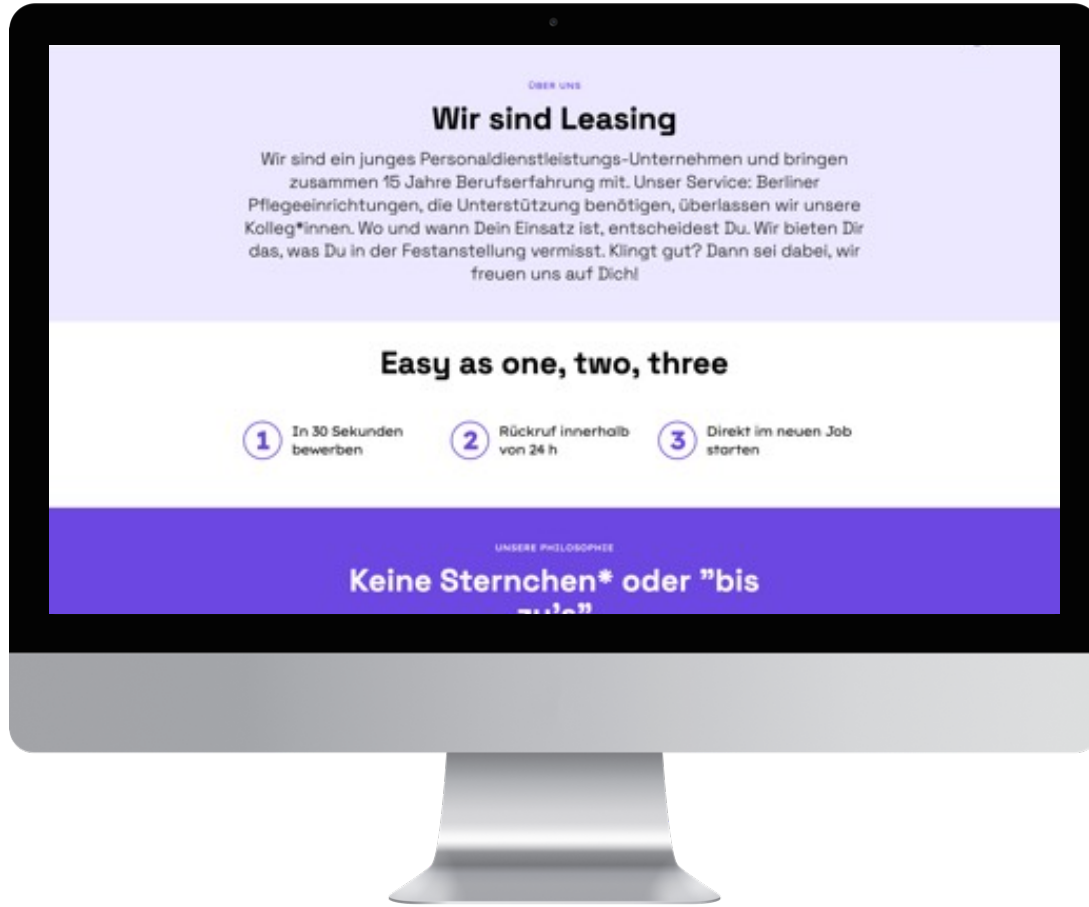 ÜBER UNS
Wir sind Leasing
Wir sind ein junges Personaldienstleistungs-Unternehmen und bringen
zusammen 15 Jahre Berufserfahrung mit. Unser Service: Berliner
Pflegeeinrichtungen, die Unterstützung benötigen, überlassen wir unsere
Kolleg*innen. Wo und wann Dein Einsatz ist, entscheidest Du. Wir bieten Dir
das, was Du in der Festanstellung vermisst. Klingt gut? Dann sei dabei, wir
freuen uns auf Dich!
Easy as one, two, three
1 In 30 Sekunden
bewerben
2 Rückruf innerhalb
von 24 h
3 Direkt im neuen Job
starten
UNSERE PHILOSOPHIE
Keine Sternchen* oder "bis
zu's"